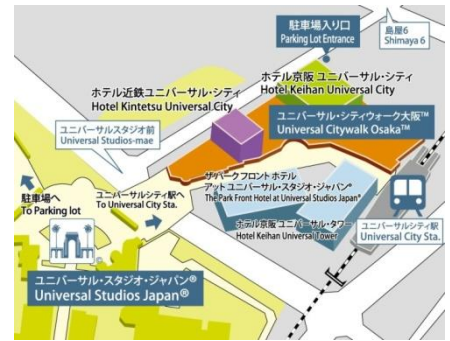 駐車場入り口
Parking Lot Entrance
島屋6
Shimaya 6
ホテル近鉄ユニバーサル・シティ
Hotel Kintetsu Universal City
ホテル京阪 ユニバーサル・シティ
Hotel Keihan Universal City
ユニバーサル・シティウォーク大阪™
Universal Citywalk Osaka™
ユニバーサルスタジオ前
Universal Studios-mae
ザ パーク フロント ホテル
アット ユニバーサル・スタジオ・ジャパン®
The Park Front Hotel at Universal Studios Japan®
駐車場へ
To Parking lot
ユニバーサルシティ駅へ
To Universal City Sta.
ホテル京阪 ユニバーサル・タワー
Hotel Keihan Universal Tower
ユニバーサルシティ駅
Universal City Sta.
ユニバーサル・スタジオ・ジャパン®
Universal Studios Japan®